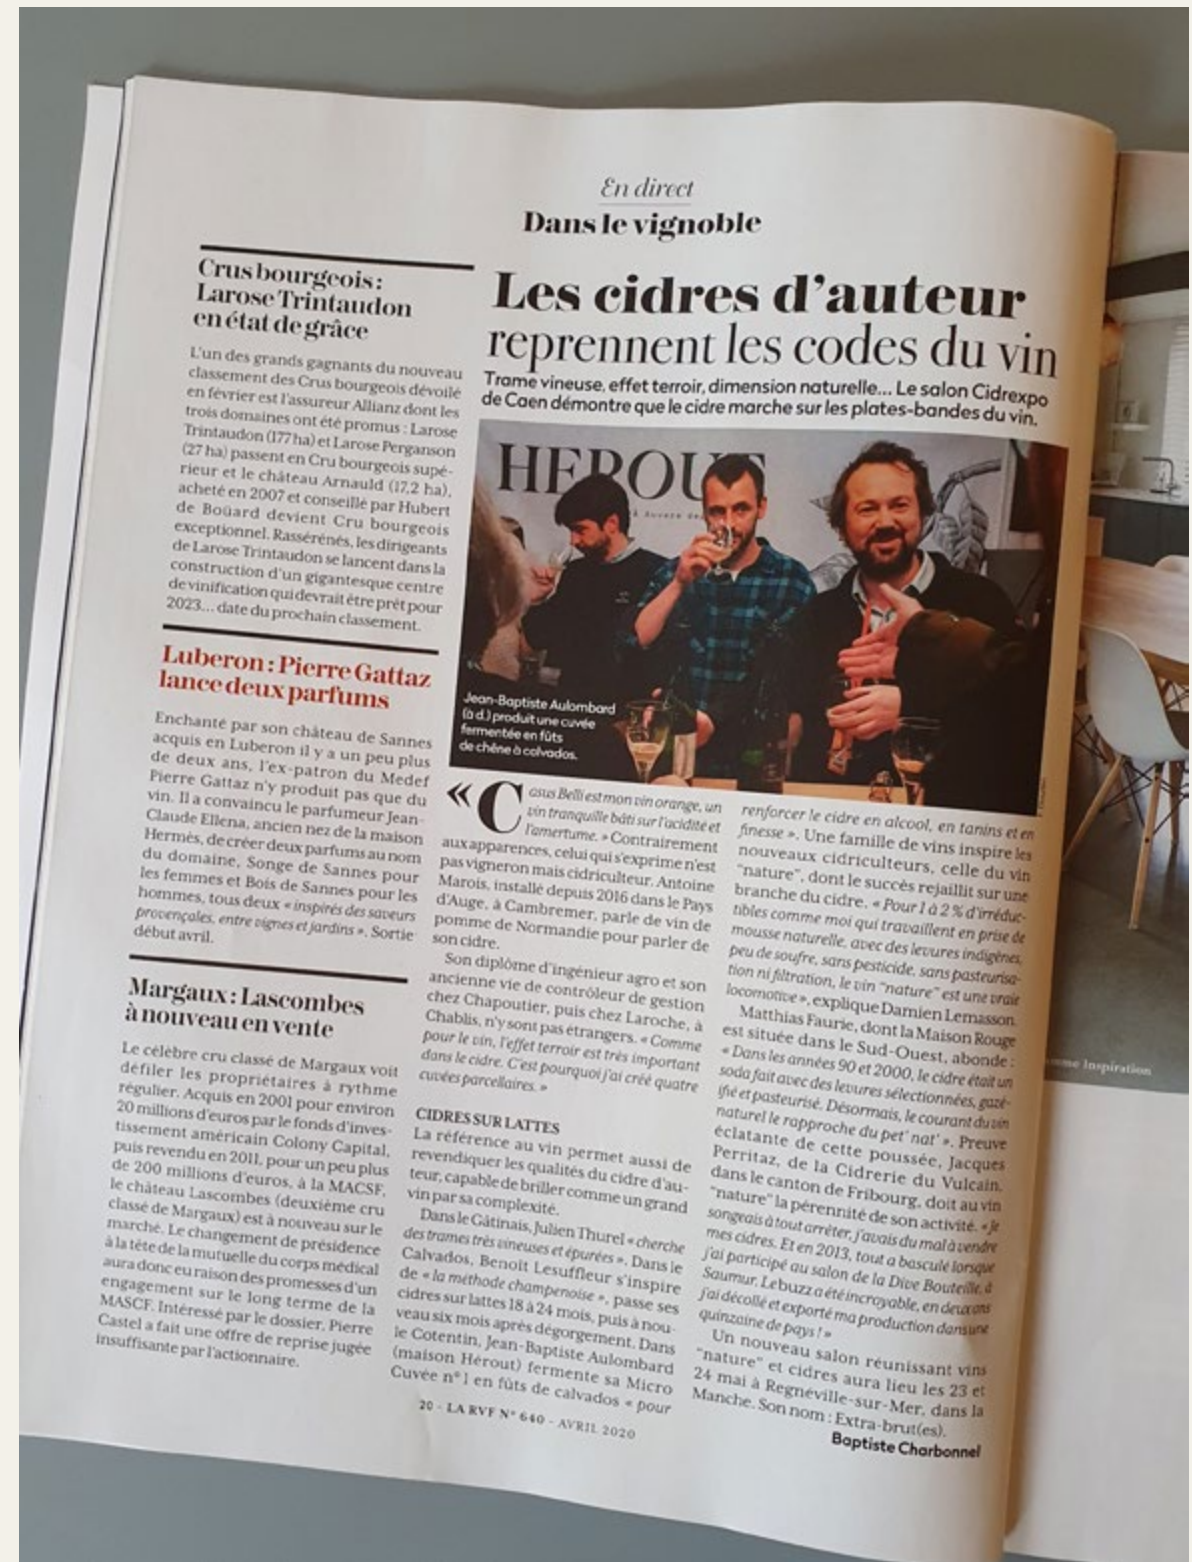 En direct
Dans le vignoble
Crus bourgeois :
Larose Trintaudon
en état de grâce
L'un des grands gagnants du nouveau
classement des Crus bourgeois dévoilé
en février est l'assureur Allianz dont les
trois domaines ont été promus : Larose
Trintaudon (177 ha) et Larose Perganson
(27 ha) passent en Cru bourgeois supé-
rieur et le château Arnauld (17,2 ha),
acheté en 2007 et conseillé par Hubert
de Boüard devient Cru bourgeois
exceptionnel. Rassérénés, les dirigeants
de Larose Trintaudon se lancent dans la
construction d'un gigantesque centre
de vinification qui devrait être prêt pour
2023... date du prochain classement.
Luberon : Pierre Gattaz
lance deux parfums
Enchanté par son château de Sannes
acquis en Luberon il y a un peu plus
de deux ans, l'ex-patron du Medef
Pierre Gattaz n'y produit pas que du
vin. Il a convaincu le parfumeur Jean-
Claude Ellena, ancien nez de la maison
Hermès, de créer deux parfums au nom
du domaine, Songe de Sannes pour
les femmes et Bois de Sannes pour les
hommes, tous deux « inspirés des saveurs
provençales, entre vignes et jardins ». Sortie
début avril.
Margaux : Lascombes
à nouveau en vente
Le célèbre cru classé de Margaux voit
défiler les propriétaires à rythme
régulier. Acquis en 2001 pour environ
20 millions d'euros par le fonds d'inves-
tissement américain Colony Capital,
puis revendu en 2011, pour un peu plus
de 200 millions d'euros, à la MACSF,
le château Lascombes (deuxième cru
classé de Margaux) est à nouveau sur le
marché. Le changement de présidence
à la tête de la mutuelle du corps médical
aura donc eu raison des promesses d'un
engagement sur le long terme de la
MASCF. Intéressé par le dossier, Pierre
Castel a fait une offre de reprise jugée
insuffisante par l'actionnaire.
Les cidres d'auteur
reprennent les codes du vin
Trame vineuse, effet terroir, dimension naturelle... Le salon Cidrexpo
de Caen démontre que le cidre marche sur les plates-bandes du vin.
HEROUT
Jean-Baptiste Aulombard
(à d.) produit une cuvée
fermentée en fûts
de chêne à calvados.
« Casus Belli est mon vin orange, un
vin tranquille bâti sur l'acidité et
l'amertume. » Contrairement
aux apparences, celui qui s'exprime n'est
pas vigneron mais cidriculteur. Antoine
Marois, installé depuis 2016 dans le Pays
d'Auge, à Cambremer, parle de vin de
pomme de Normandie pour parler de
son cidre.
Son diplôme d'ingénieur agro et son
ancienne vie de contrôleur de gestion
chez Chapoutier, puis chez Laroche, à
Chablis, n'y sont pas étrangers. « Comme
pour le vin, l'effet terroir est très important
dans le cidre. C'est pourquoi j'ai créé quatre
cuvées parcellaires. »
CIDRES SUR LATTES
La référence au vin permet aussi de
revendiquer les qualités du cidre d'au-
teur, capable de briller comme un grand
vin par sa complexité.
Dans le Gâtinais, Julien Thurel « cherche
des trames très vineuses et épurées ». Dans le
Calvados, Benoît Lesuffleur s'inspire
de « la méthode champenoise », passe ses
cidres sur lattes 18 à 24 mois, puis à nou-
veau six mois après dégorgement. Dans
le Cotentin, Jean-Baptiste Aulombard
(maison Hérout) fermente sa Micro
Cuvée n° 1 en fûts de calvados « pour
renforcer le cidre en alcool, en tanins et en
finesse ». Une famille de vins inspire les
nouveaux cidriculteurs, celle du vin
"nature", dont le succès rejaillit sur une
branche du cidre. « Pour 1 à 2 % d'irréduc-
tibles comme moi qui travaillent en prise de
mousse naturelle, avec des levures indigènes,
peu de soufre, sans pesticide, sans pasteurisa-
tion ni filtration, le vin "nature" est une vraie
locomotive », explique Damien Lemasson.
Matthias Faurie, dont la Maison Rouge
est située dans le Sud-Ouest, abonde :
« Dans les années 90 et 2000, le cidre était un
soda fait avec des levures sélectionnées, gazé-
ifié et pasteurisé. Désormais, le courant du vin
naturel le rapproche du pet' nat' ». Preuve
éclatante de cette poussée, Jacques
Perritaz, de la Cidrerie du Vulcain,
dans le canton de Fribourg, doit au vin
"nature" la pérennité de son activité. « Je
songeais à tout arrêter, j'avais du mal à vendre
mes cidres. Et en 2013, tout a basculé lorsque
j'ai participé au salon de la Dive Bouteille, à
Saumur. Le buzz a été incroyable, en deux ans
j'ai décollé et exporté ma production dans une
quinzaine de pays ! »
Un nouveau salon réunissant vins
"nature" et cidres aura lieu les 23 et
24 mai à Regnéville-sur-Mer, dans la
Manche. Son nom : Extra-brut(es).
Baptiste Charbonnel
20 - LA RVF N° 640 - AVRIL 2020
Inspiration